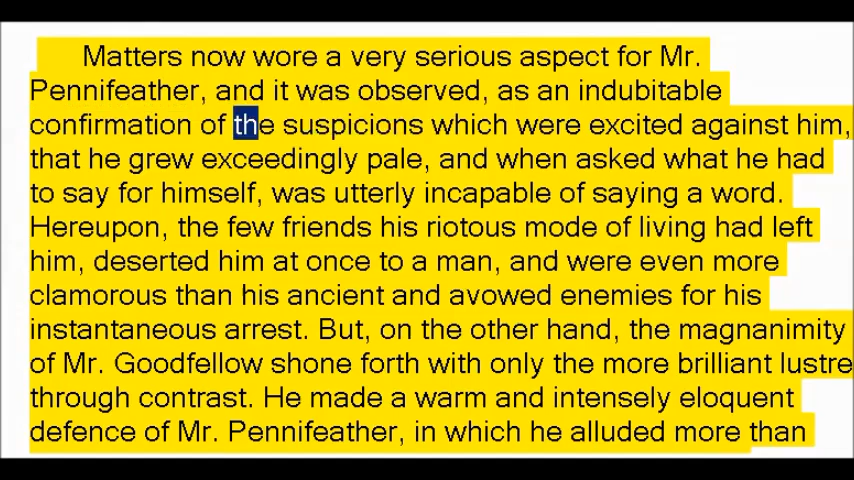 Matters now wore a very serious aspect for Mr.
Pennifeather, and it was observed, as an indubitable
confirmation of the suspicions which were excited against him,
that he grew exceedingly pale, and when asked what he had
to say for himself, was utterly incapable of saying a word.
Hereupon, the few friends his riotous mode of living had left
him, deserted him at once to a man, and were even more
clamorous than his ancient and avowed enemies for his
instantaneous arrest. But, on the other hand, the magnanimity
of Mr. Goodfellow shone forth with only the more brilliant lustre
through contrast. He made a warm and intensely eloquent
defence of Mr. Pennifeather, in which he alluded more than